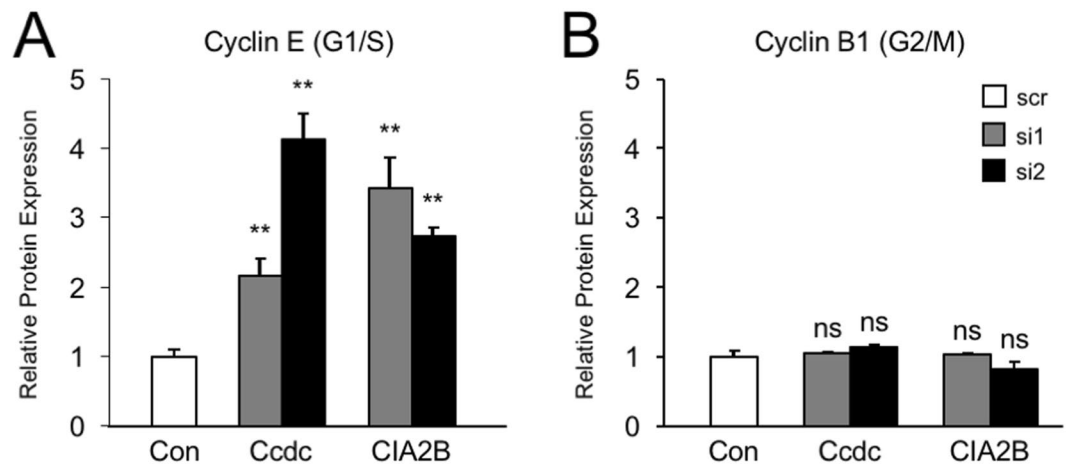 A
Cyclin E (G1/S)
Relative Protein Expression
5
4
3
2
1
0
**
**
**
**
Con
Ccdc
CIA2B
B
Cyclin B1 (G2/M)
Relative Protein Expression
5
4
3
2
1
0
scr
si1
si2
ns
ns
ns
ns
Con
Ccdc
CIA2B